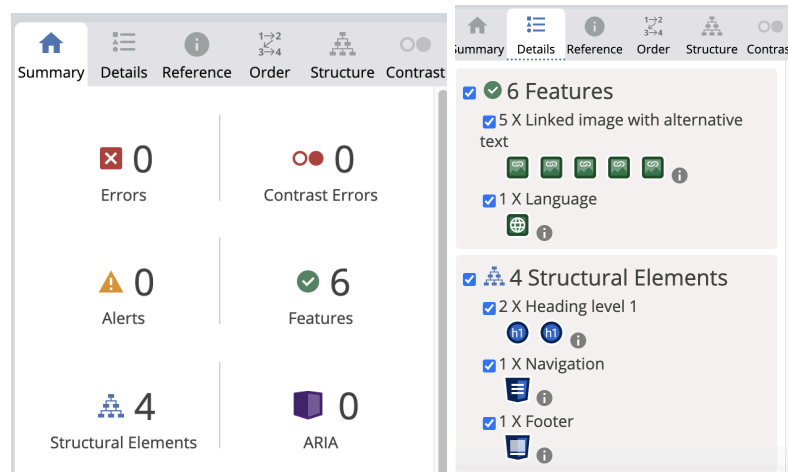 Summary Details Reference Order Structure Contrast
0 Errors
0 Contrast Errors
0 Alerts
6 Features
4 Structural Elements
0 ARIA
Summary Details Reference Order Structure Contras
6 Features
5 X Linked image with alternative
text
1 X Language
4 Structural Elements
2 X Heading level 1
h1 h1
1 X Navigation
1 X Footer